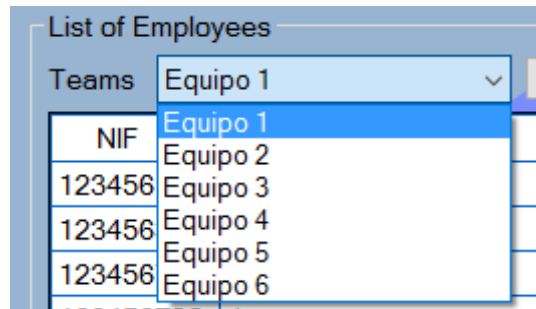 List of Employees
Teams Equipo 1
NIF Equipo 1
Equipo 2
123456 Equipo 3
123456 Equipo 4
Equipo 5
123456 Equipo 6